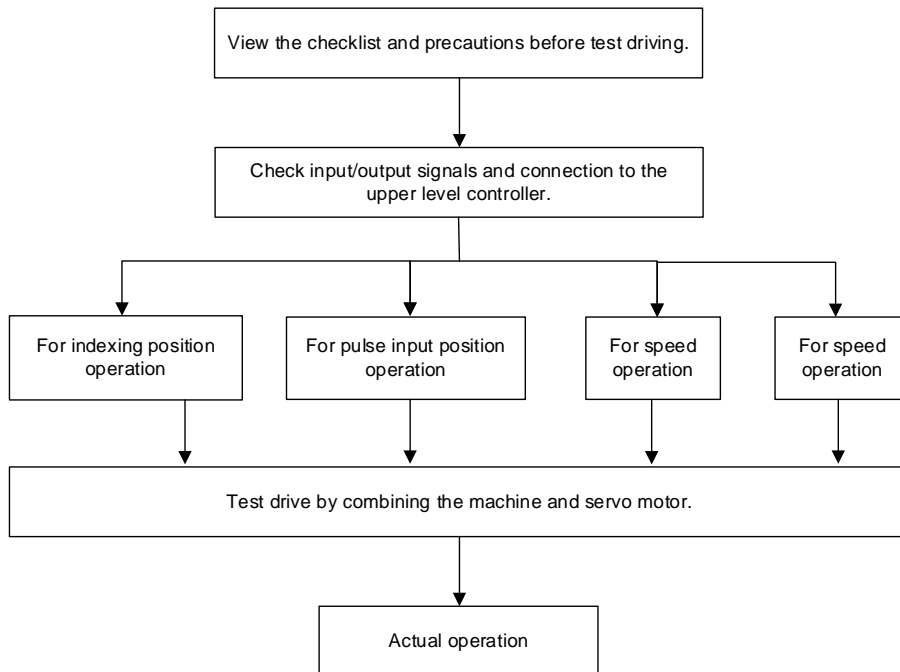 View the checklist and precautions before test driving.
Check input/output signals and connection to the
upper level controller.
For indexing position
operation
For pulse input position
operation
For speed
operation
For speed
operation
Test drive by combining the machine and servo motor.
Actual operation